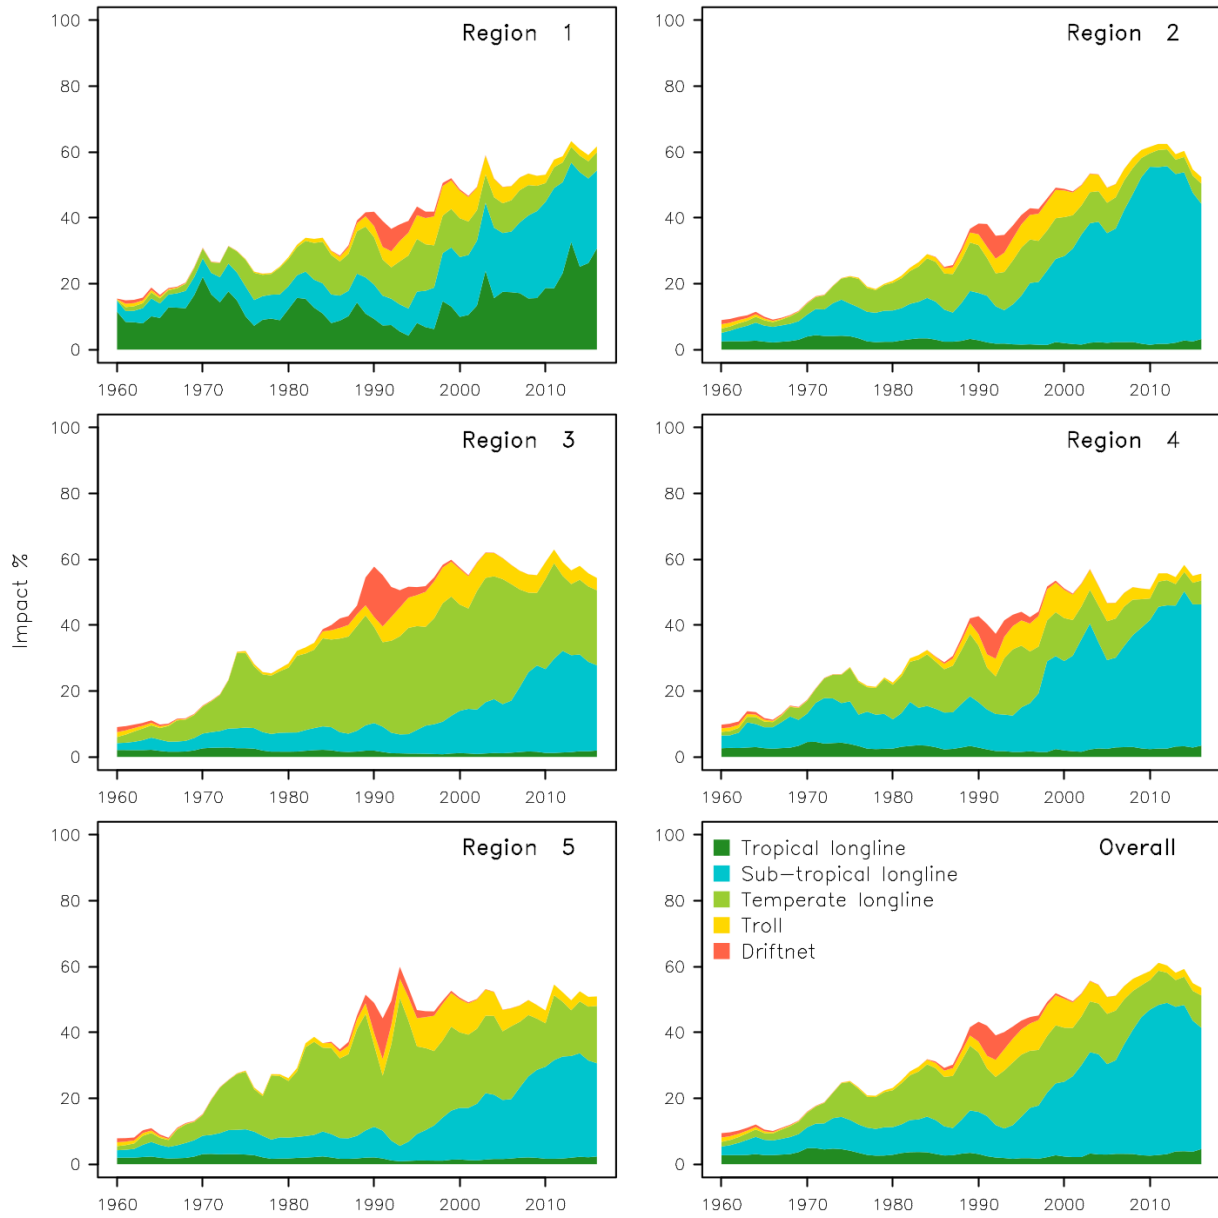 Impact %
Region 1
100
80
60
40
20
0
1960 1970 1980 1990 2000 2010
Region 2
100
80
60
40
20
0
1960 1970 1980 1990 2000 2010
Region 3
100
80
60
40
20
0
1960 1970 1980 1990 2000 2010
Region 4
100
80
60
40
20
0
1960 1970 1980 1990 2000 2010
Region 5
100
80
60
40
20
0
1960 1970 1980 1990 2000 2010
Overall
Tropical longline
Sub-tropical longline
Temperate longline
Troll
Driftnet
100
80
60
40
20
0
1960 1970 1980 1990 2000 2010